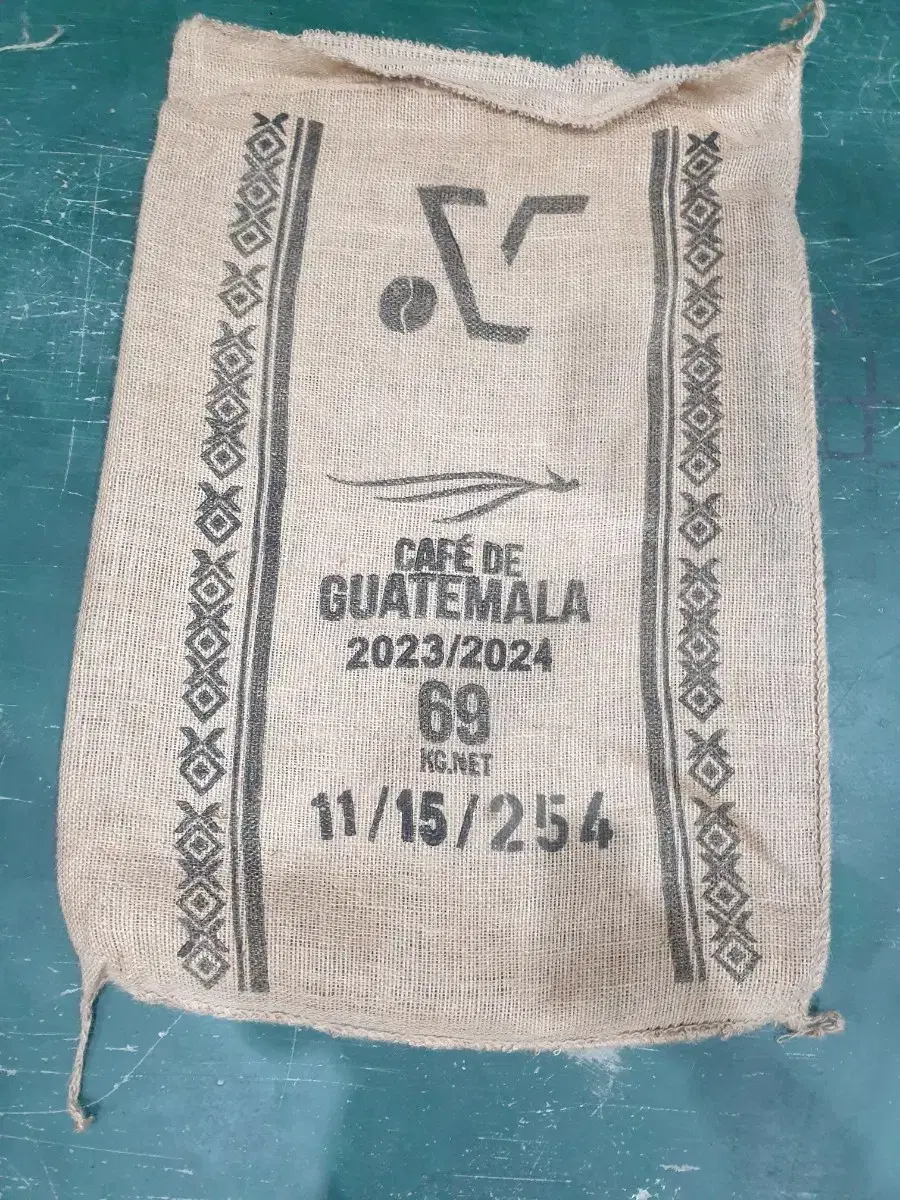 CAFÉ DE
GUATEMALA
2023/2024
69
KG.NET
11/15/254